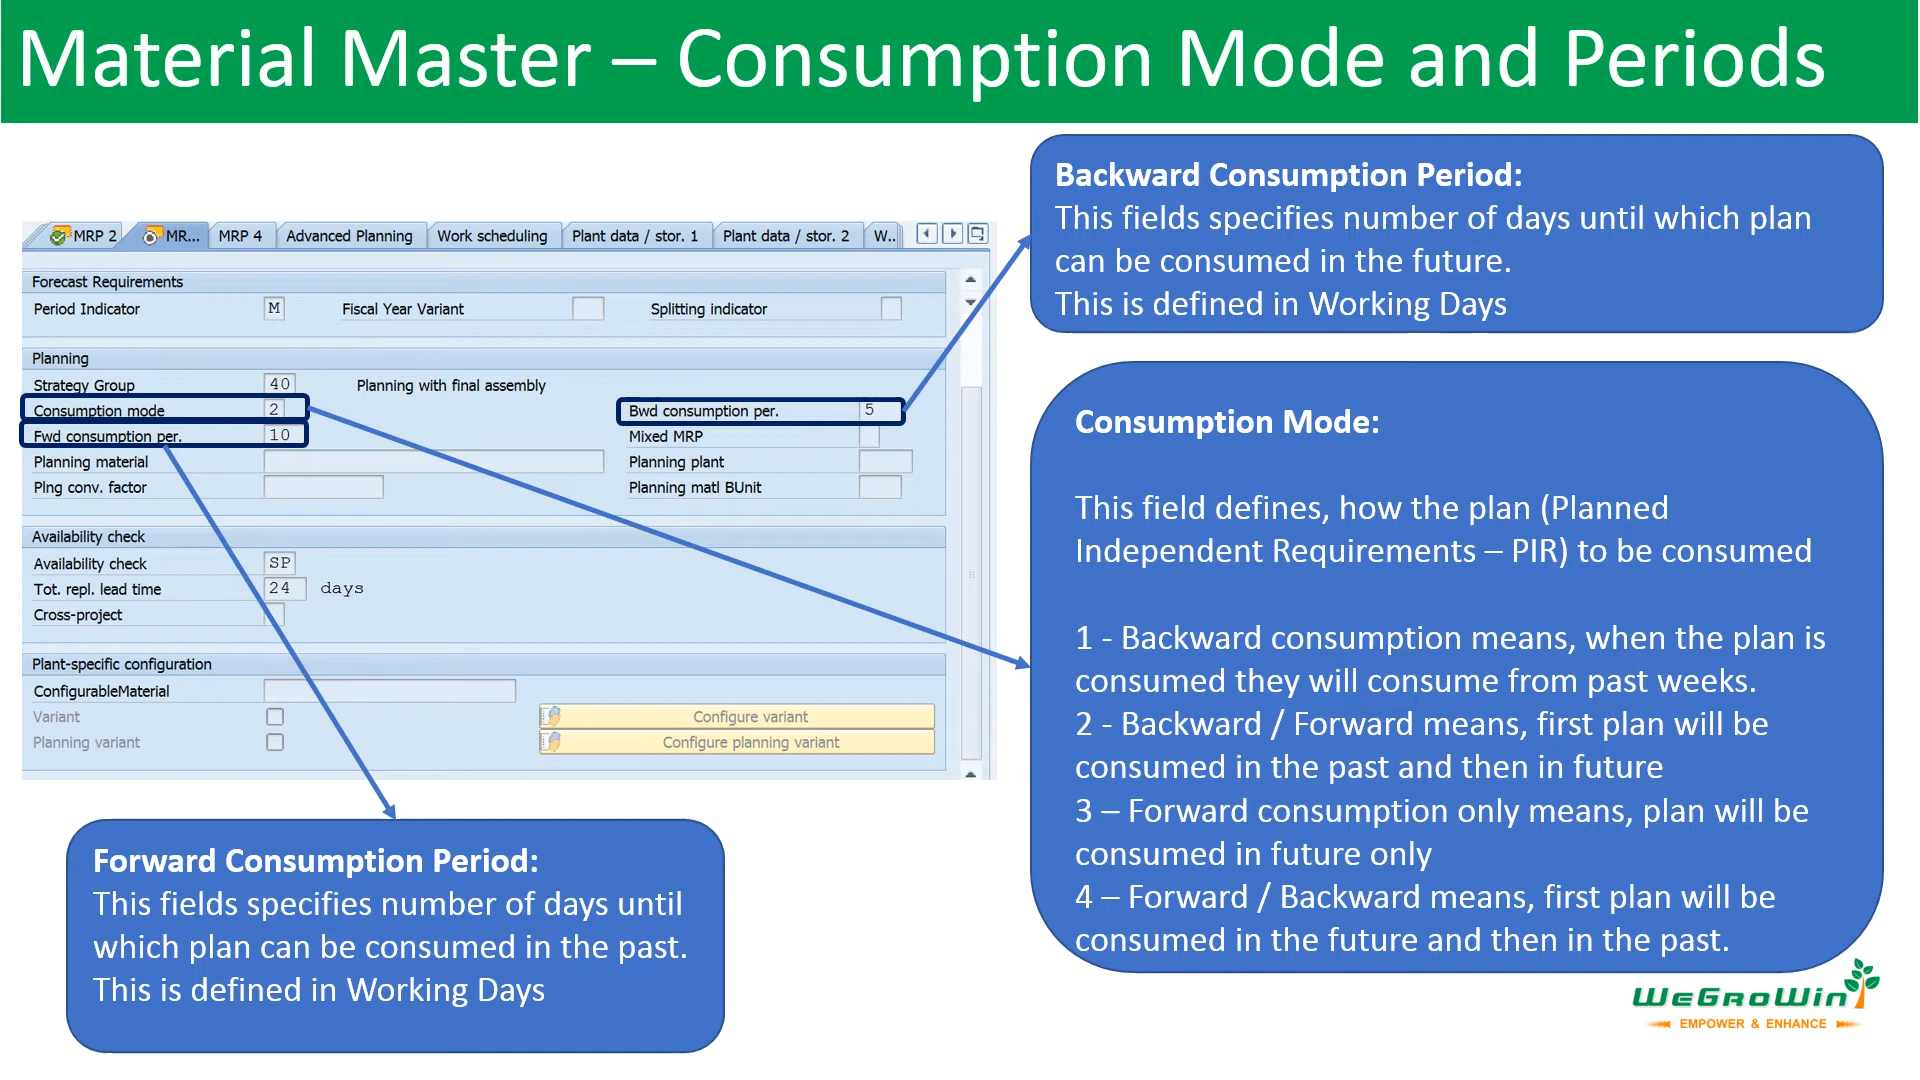 Material Master – Consumption Mode and Periods
MRP 2
MR...
MRP 4
Advanced Planning
Work scheduling
Plant data / stor. 1
Plant data / stor. 2
W..
Forecast Requirements
Period Indicator M Fiscal Year Variant Splitting indicator
Planning
Strategy Group 40 Planning with final assembly
Consumption mode 2 Bwd consumption per. 5
Fwd consumption per. 10 Mixed MRP
Planning material Planning plant
Plng conv. factor Planning matl BUnit
Availability check
Availability check SP
Tot. repl. lead time 24 days
Cross-project
Plant-specific configuration
ConfigurableMaterial
Variant Configure variant
Planning variant Configure planning variant
Backward Consumption Period:
This fields specifies number of days until which plan
can be consumed in the future.
This is defined in Working Days
Consumption Mode:
This field defines, how the plan (Planned
Independent Requirements – PIR) to be consumed
1 - Backward consumption means, when the plan is
consumed they will consume from past weeks.
2 - Backward / Forward means, first plan will be
consumed in the past and then in future
3 – Forward consumption only means, plan will be
consumed in future only
4 – Forward / Backward means, first plan will be
consumed in the future and then in the past.
Forward Consumption Period:
This fields specifies number of days until
which plan can be consumed in the past.
This is defined in Working Days
WeGroWin
EMPOWER & ENHANCE